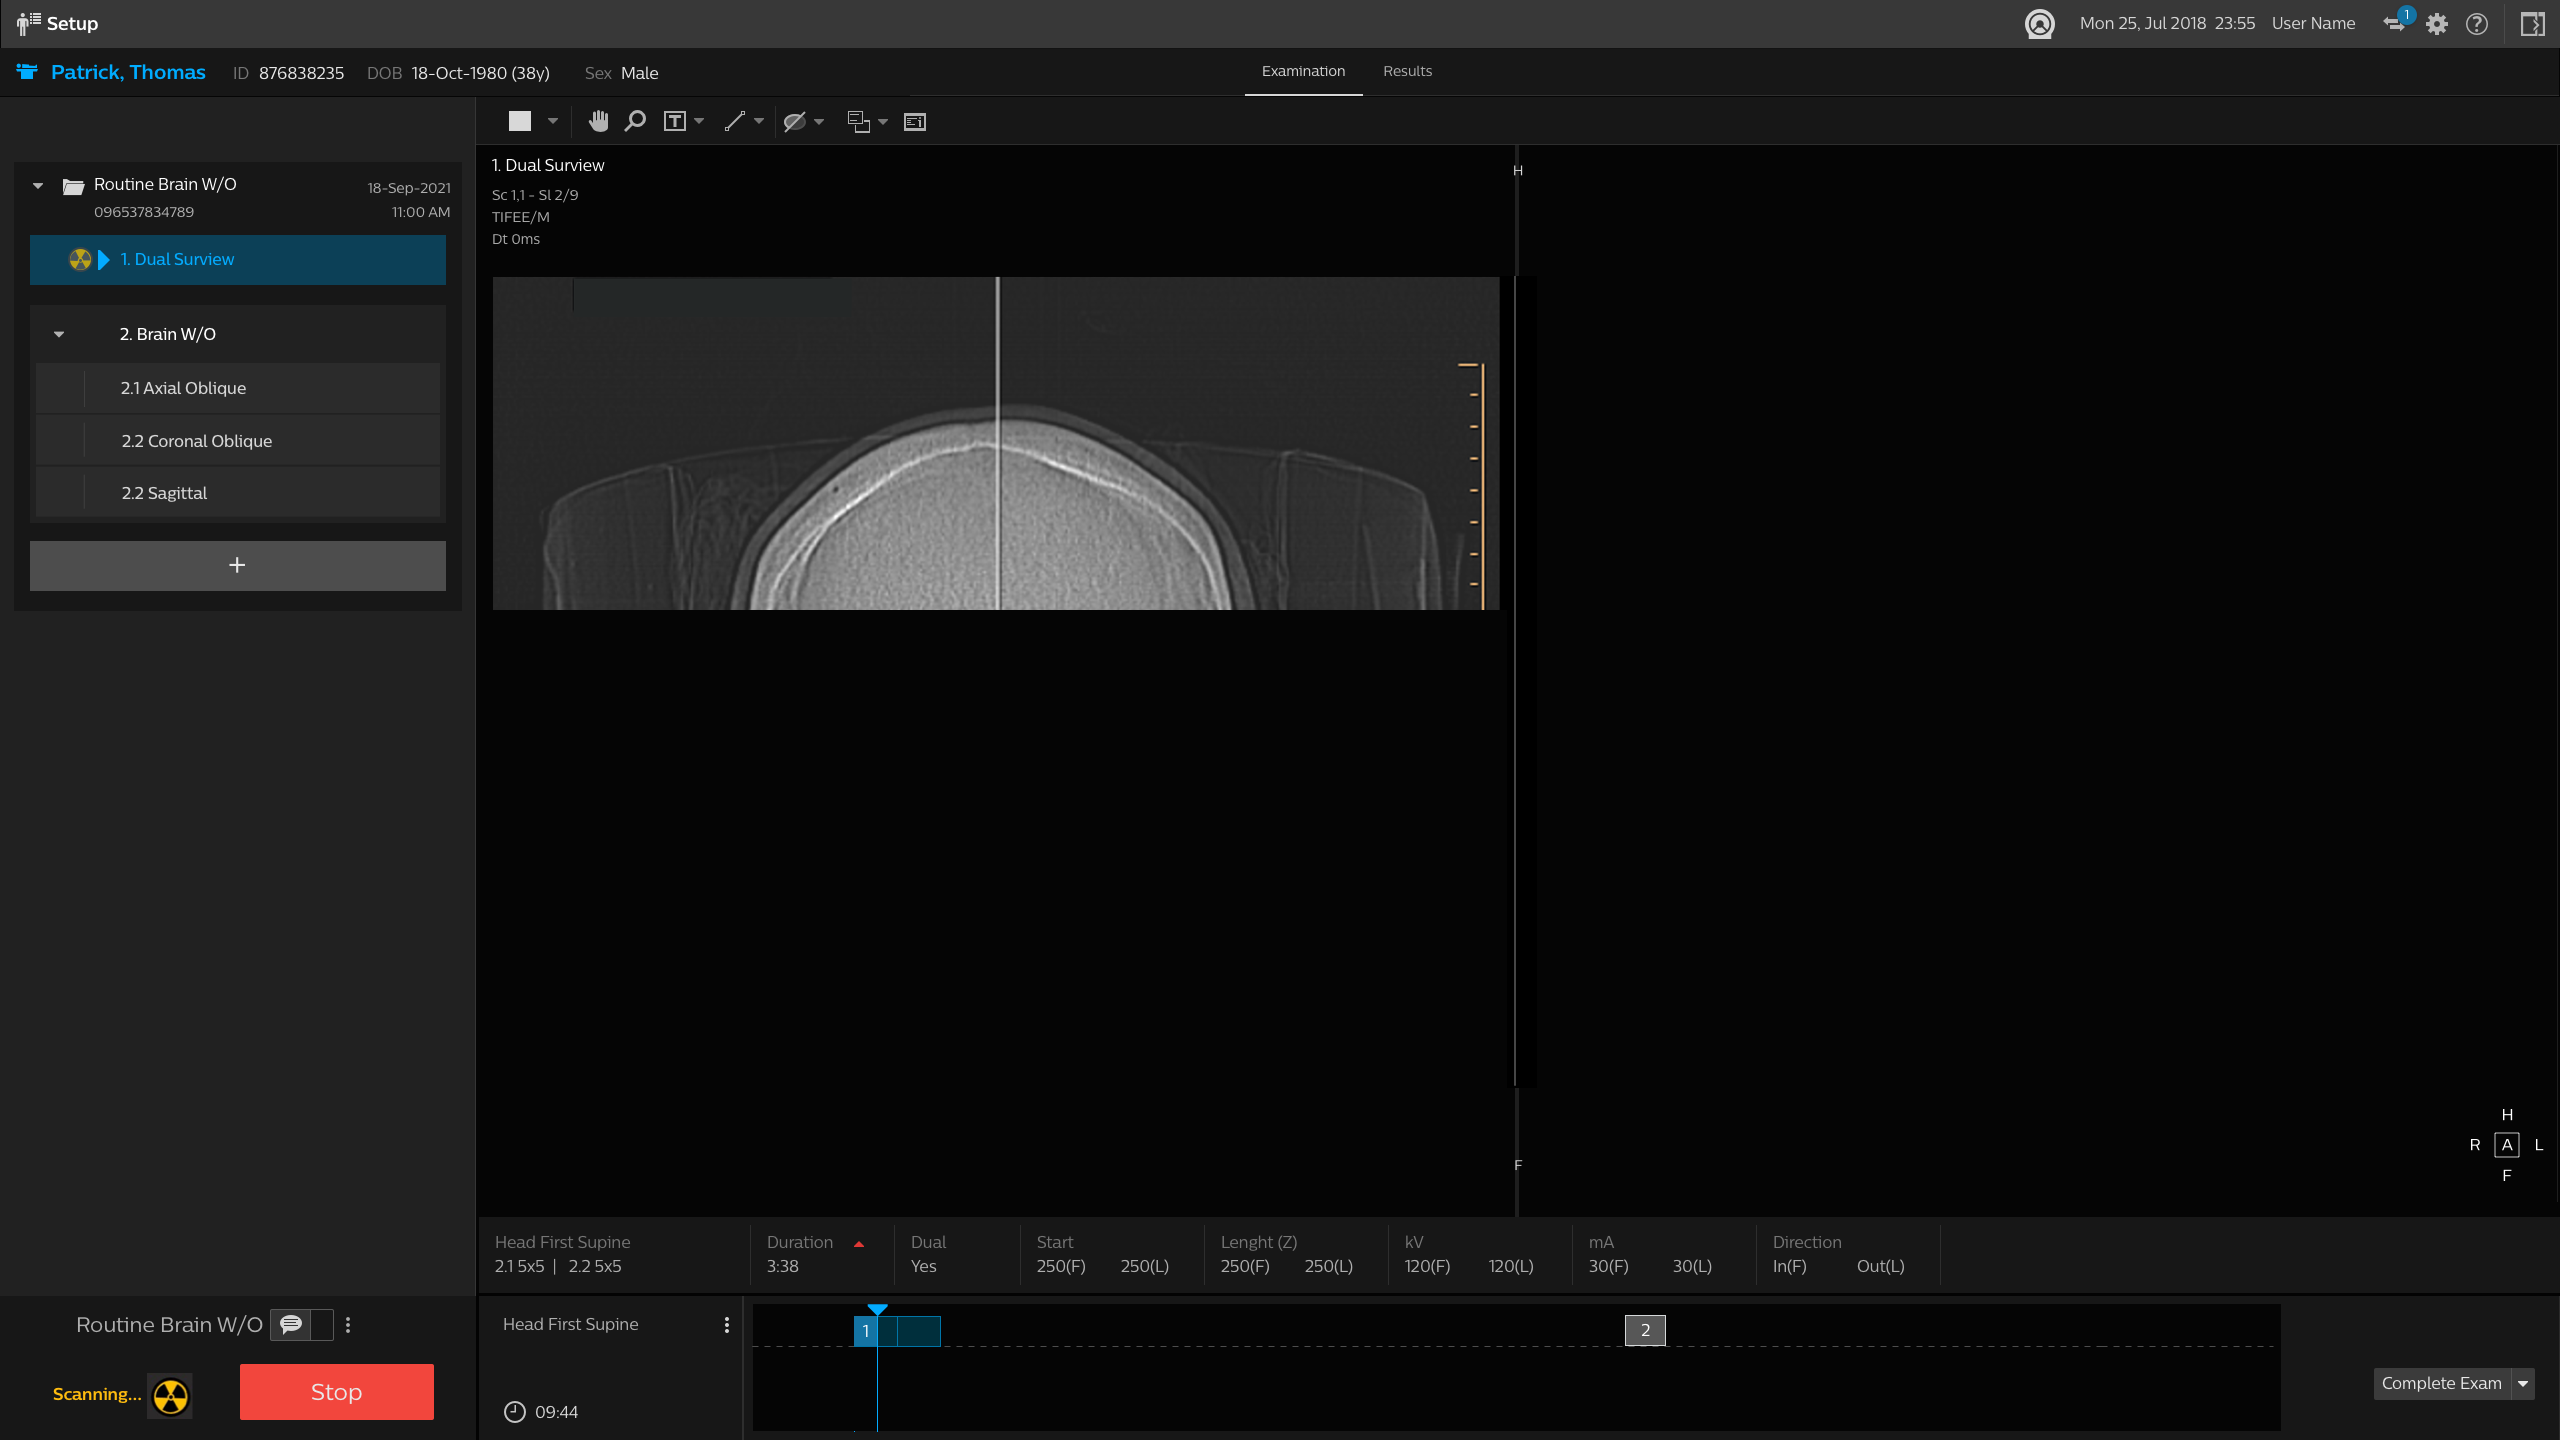 Setup
Mon 25, Jul 2018 23:55 User Name 1 ?
Patrick, Thomas ID 876838235 DOB 18-Oct-1980 (38y) Sex Male
Examination Results
T
1. Dual Surview
Sc 1,1 - Sl 2/9
TIFEE/M
Dt 0ms
H
Routine Brain W/O 18-Sep-2021
096537834789 11:00 AM
1. Dual Surview
2. Brain W/O
2.1 Axial Oblique
2.2 Coronal Oblique
2.2 Sagittal
+
H
R A L
F
F
Head First Supine
2.1 5x5 | 2.2 5x5
Duration
3:38
Dual
Yes
Start
250(F) 250(L)
Lenght (Z)
250(F) 250(L)
kV
120(F) 120(L)
mA
30(F) 30(L)
Direction
In(F) Out(L)
Routine Brain W/O
Scanning...
Stop
Head First Supine
09:44
1
2
Complete Exam